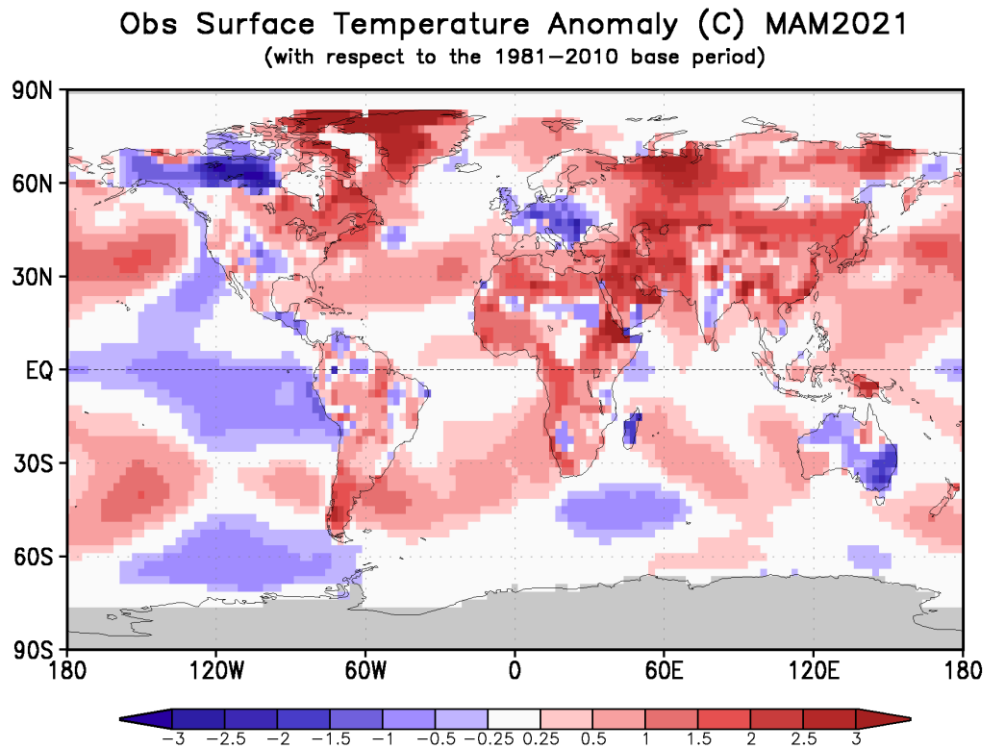 Obs Surface Temperature Anomaly (C) MAM2021
(with respect to the 1981–2010 base period)
90N
60N
30N
EQ
30S
60S
90S
180 120W 60W 0 60E 120E 180
-3 -2.5 -2 -1.5 -1 -0.5 -0.25 0.25 0.5 1 1.5 2 2.5 3